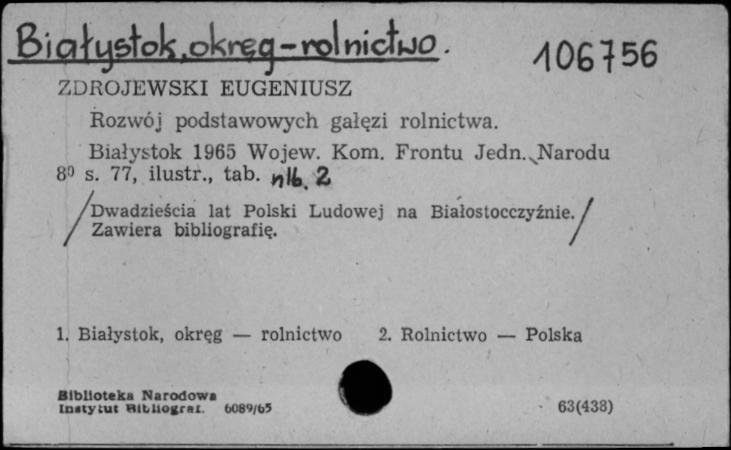 Białystok, okręg - rolnictwo.
106756
ZDROJEWSKI EUGENIUSZ
Rozwój podstawowych gałęzi rolnictwa.
Białystok 1965 Wojew. Kom. Frontu Jedn. Narodu
8⁰ s. 77, ilustr., tab. nlb. 2
/Dwadzieścia lat Polski Ludowej na Białostocczyźnie./
Zawiera bibliografię.
1. Białystok, okręg — rolnictwo 2. Rolnictwo — Polska
Biblioteka Narodowa
Instytut Bibliograf. 6089/65
63(438)